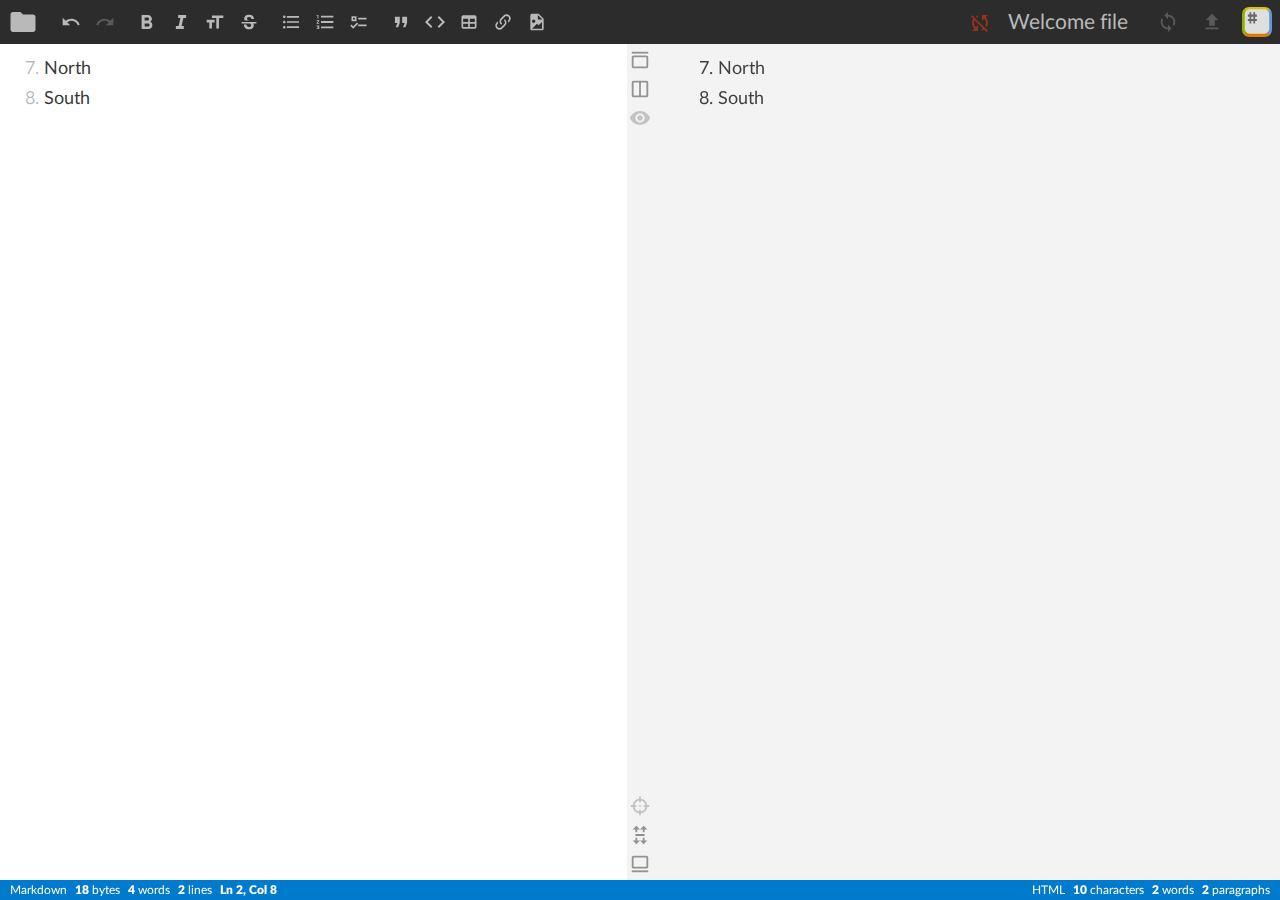 Welcome file
7. North
8. South
7. North
8. South
Markdown 18 bytes 4 words 2 lines Ln 2, Col 8
HTML 10 characters 2 words 2 paragraphs